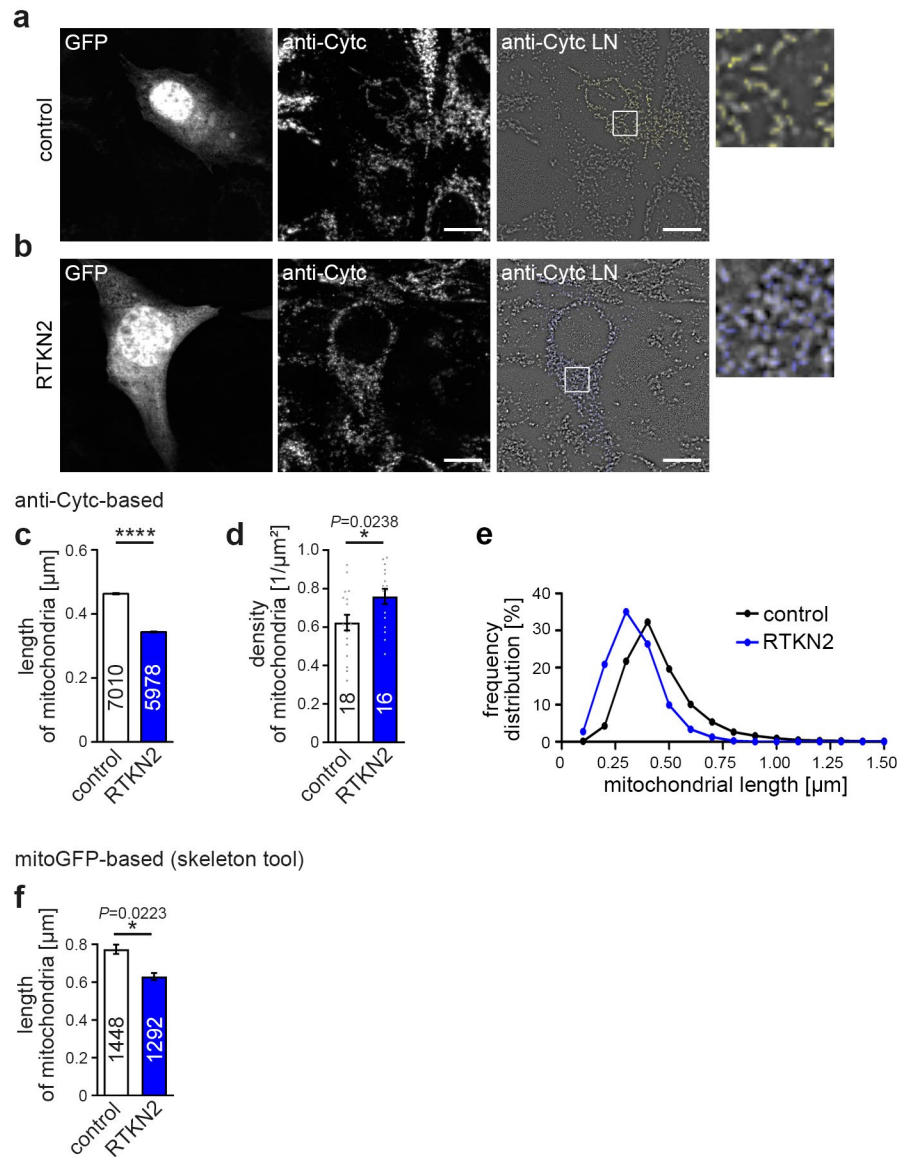 a
GFP
anti-Cytc
anti-Cytc LN
control
b
GFP
anti-Cytc
anti-Cytc LN
RTKN2
anti-Cytc-based
c
****
length
of mitochondria [µm]
0.6
0.4
0.2
0
7010
5978
control
RTKN2
d
P=0.0238
*
density
of mitochondria [1/µm²]
1.0
0.8
0.6
0.4
0.2
0
18
16
control
RTKN2
e
frequency
distribution [%]
40
30
20
10
0
control
RTKN2
0
0.25
0.50
0.75
1.00
1.25
1.50
mitochondrial length [µm]
mitoGFP-based (skeleton tool)
f
P=0.0223
*
length
of mitochondria [µm]
0.8
0.6
0.4
0.2
0
1448
1292
control
RTKN2